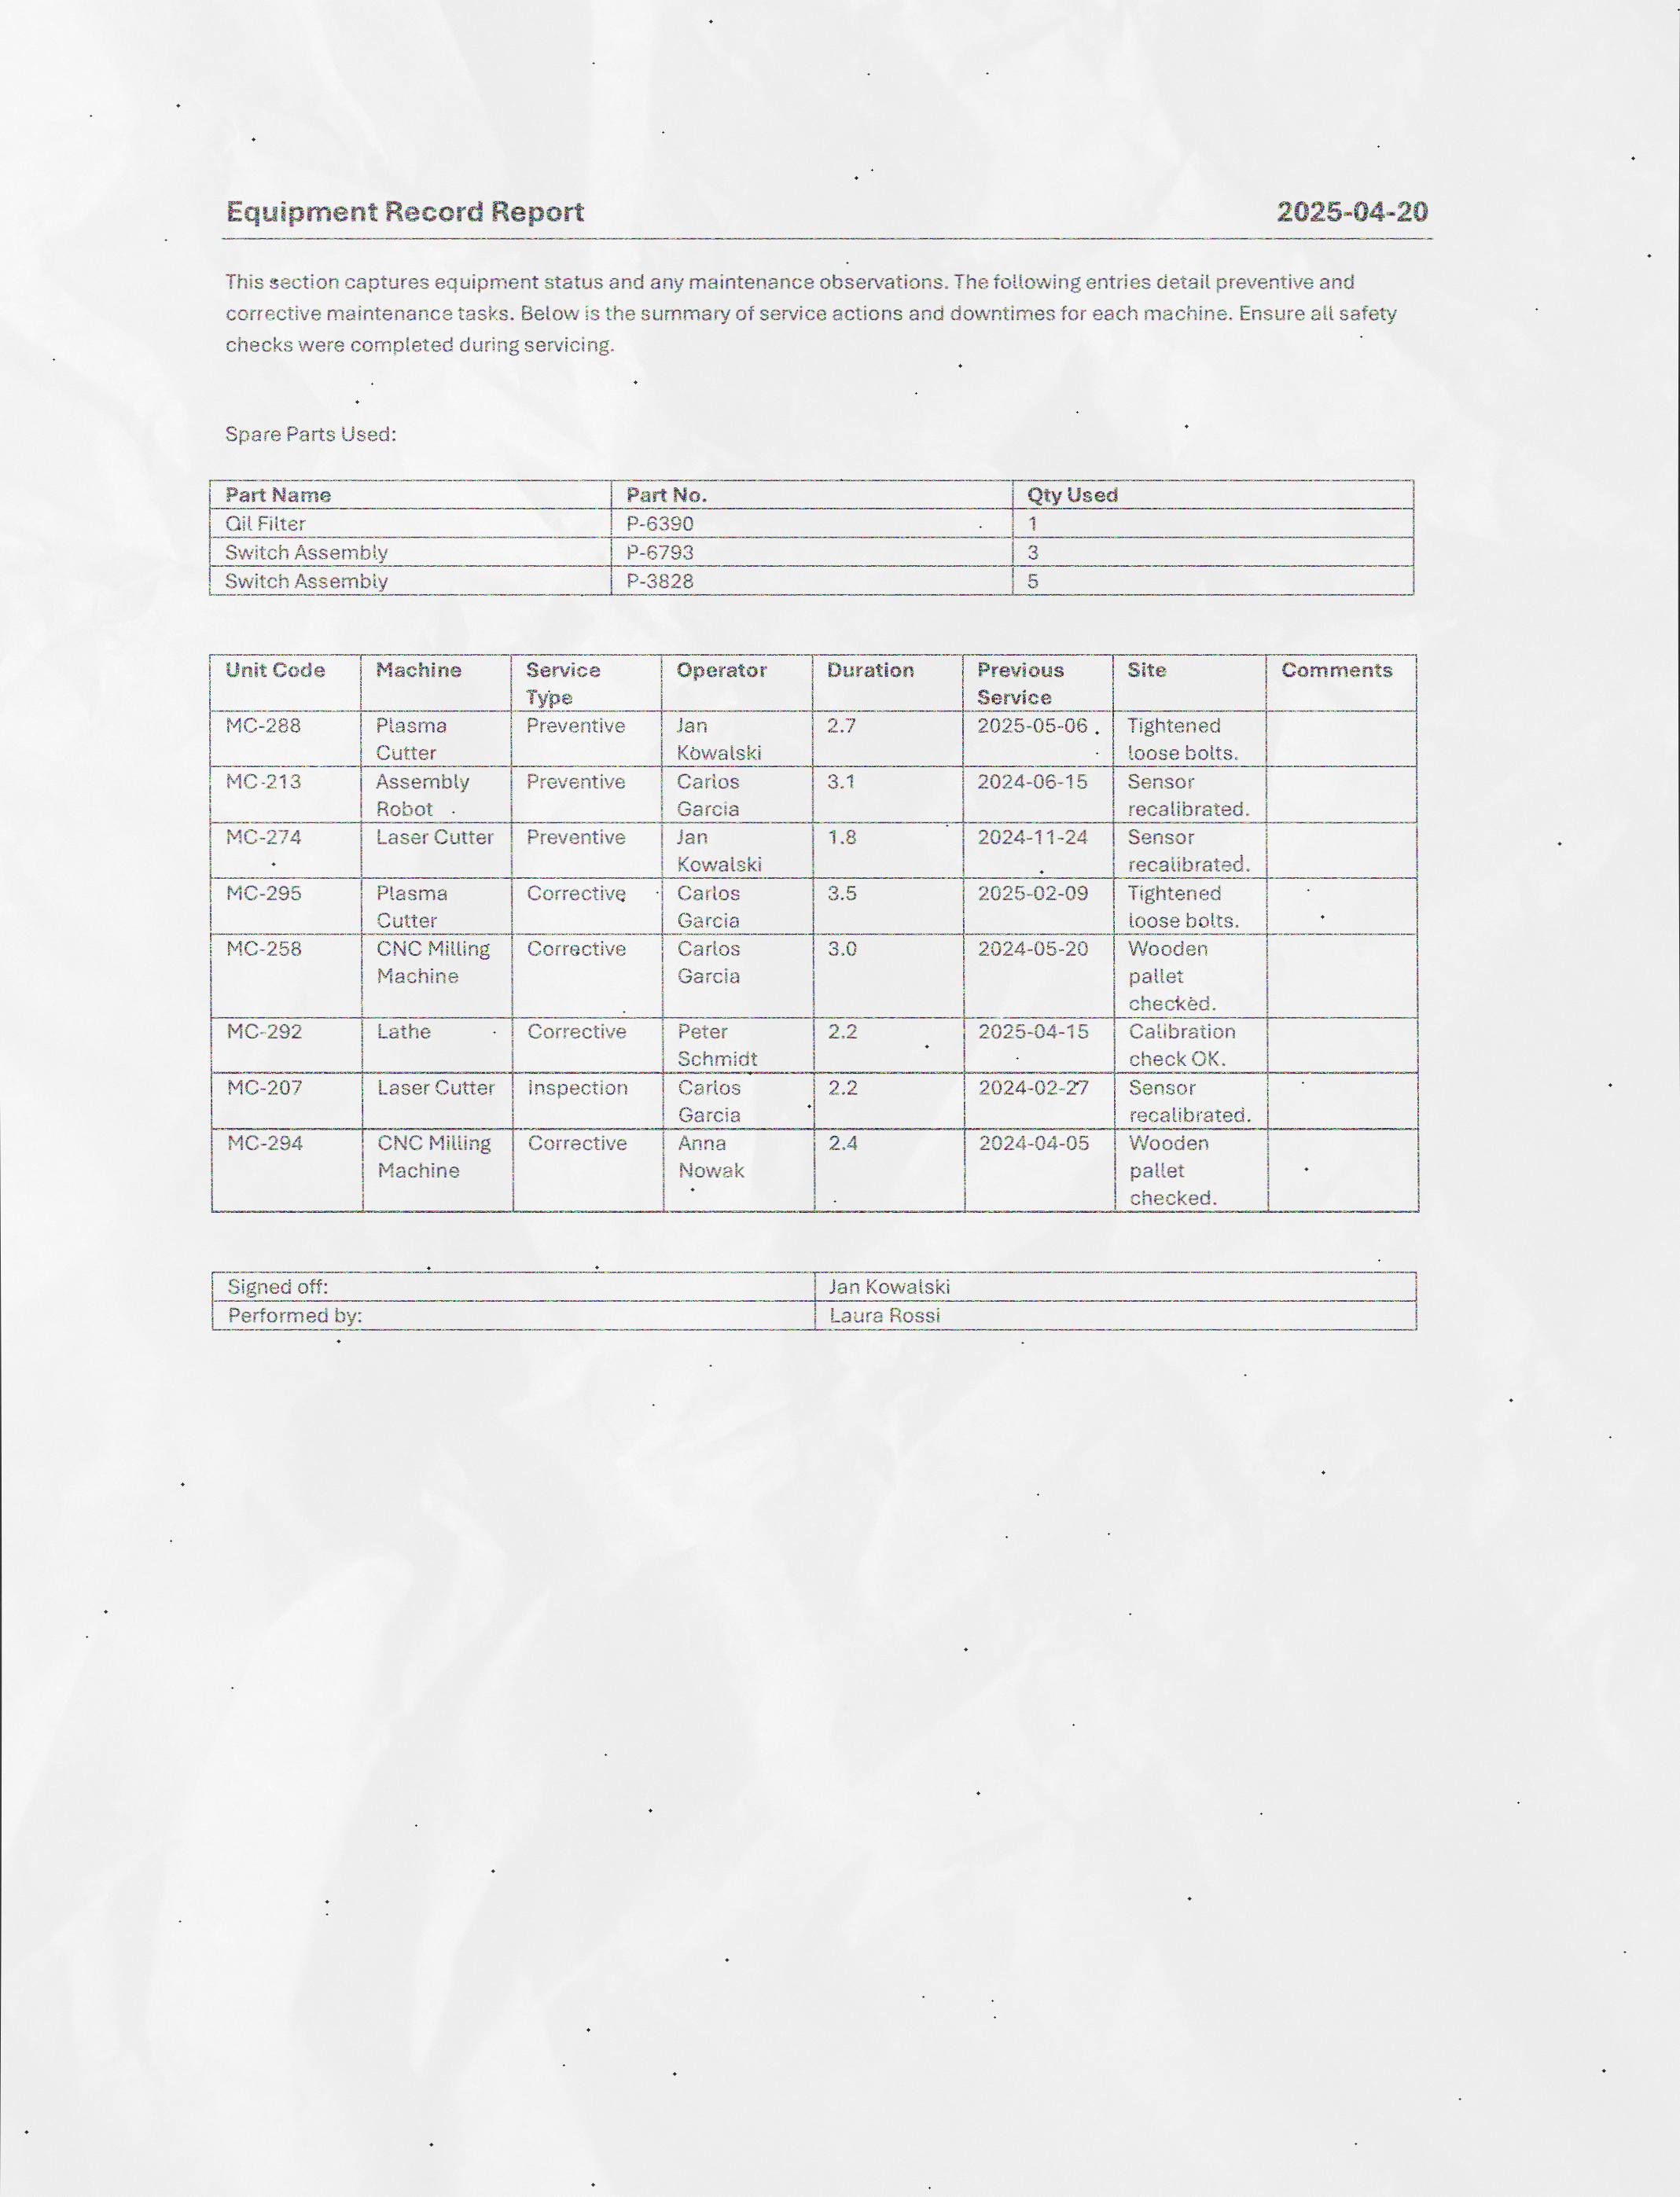 Equipment Record Report 2025-04-20
This section captures equipment status and any maintenance observations. The following entries detail preventive and
corrective maintenance tasks. Below is the summary of service actions and downtimes for each machine. Ensure all safety
checks were completed during servicing.
Spare Parts Used:
Part Name Part No. Qty Used
Oil Filter P-6390 1
Switch Assembly P-6793 3
Switch Assembly P-3828 5
Unit Code Machine Service Operator Duration Previous Site Comments
Type Service
MC-288 Plasma Preventive Jan 2.7 2025-05-06 Tightened
Cutter Kowalski loose bolts.
MC-213 Assembly Preventive Carlos 3.1 2024-06-15 Sensor
Robot Garcia recalibrated.
MC-274 Laser Cutter Preventive Jan 1.8 2024-11-24 Sensor
Kowalski recalibrated.
MC-295 Plasma Corrective Carlos 3.5 2025-02-09 Tightened
Cutter Garcia loose bolts.
MC-258 CNC Milling Corrective Carlos 3.0 2024-05-20 Wooden
Machine Garcia pallet
checked.
MC-292 Lathe Corrective Peter 2.2 2025-04-15 Calibration
Schmidt check OK.
MC-207 Laser Cutter Inspection Carlos 2.2 2024-02-27 Sensor
Garcia recalibrated.
MC-294 CNC Milling Corrective Anna 2.4 2024-04-05 Wooden
Machine Nowak pallet
checked.
Signed off: Jan Kowalski
Performed by: Laura Rossi